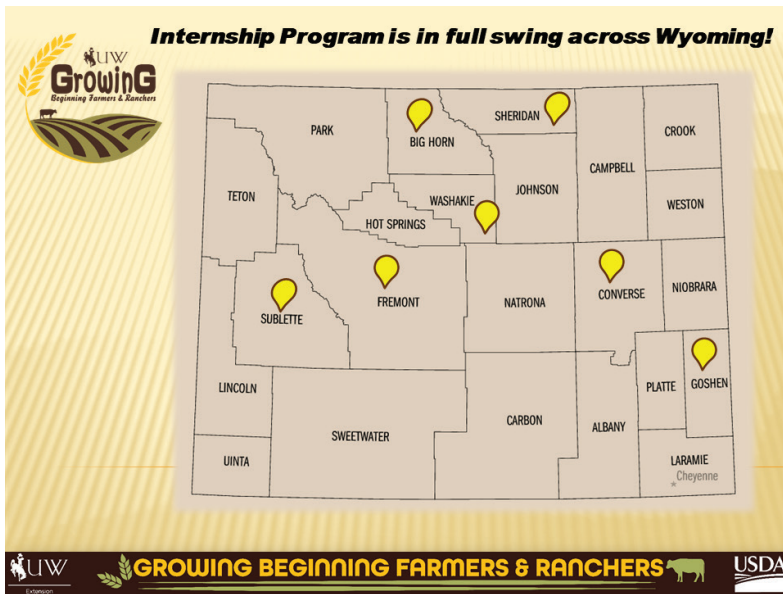 Internship Program is in full swing across Wyoming!
UW
GrowinG
Beginning Farmers & Ranchers
PARK
BIG HORN
SHERIDAN
CAMPBELL
CROOK
TETON
WASHAKIE
JOHNSON
WESTON
HOT SPRINGS
SUBLETTE
FREMONT
NATRONA
CONVERSE
NIOBRARA
LINCOLN
SWEETWATER
CARBON
ALBANY
PLATTE
GOSHEN
UINTA
LARAMIE
Cheyenne
UW
Extension
GROWING BEGINNING FARMERS & RANCHERS
USDA